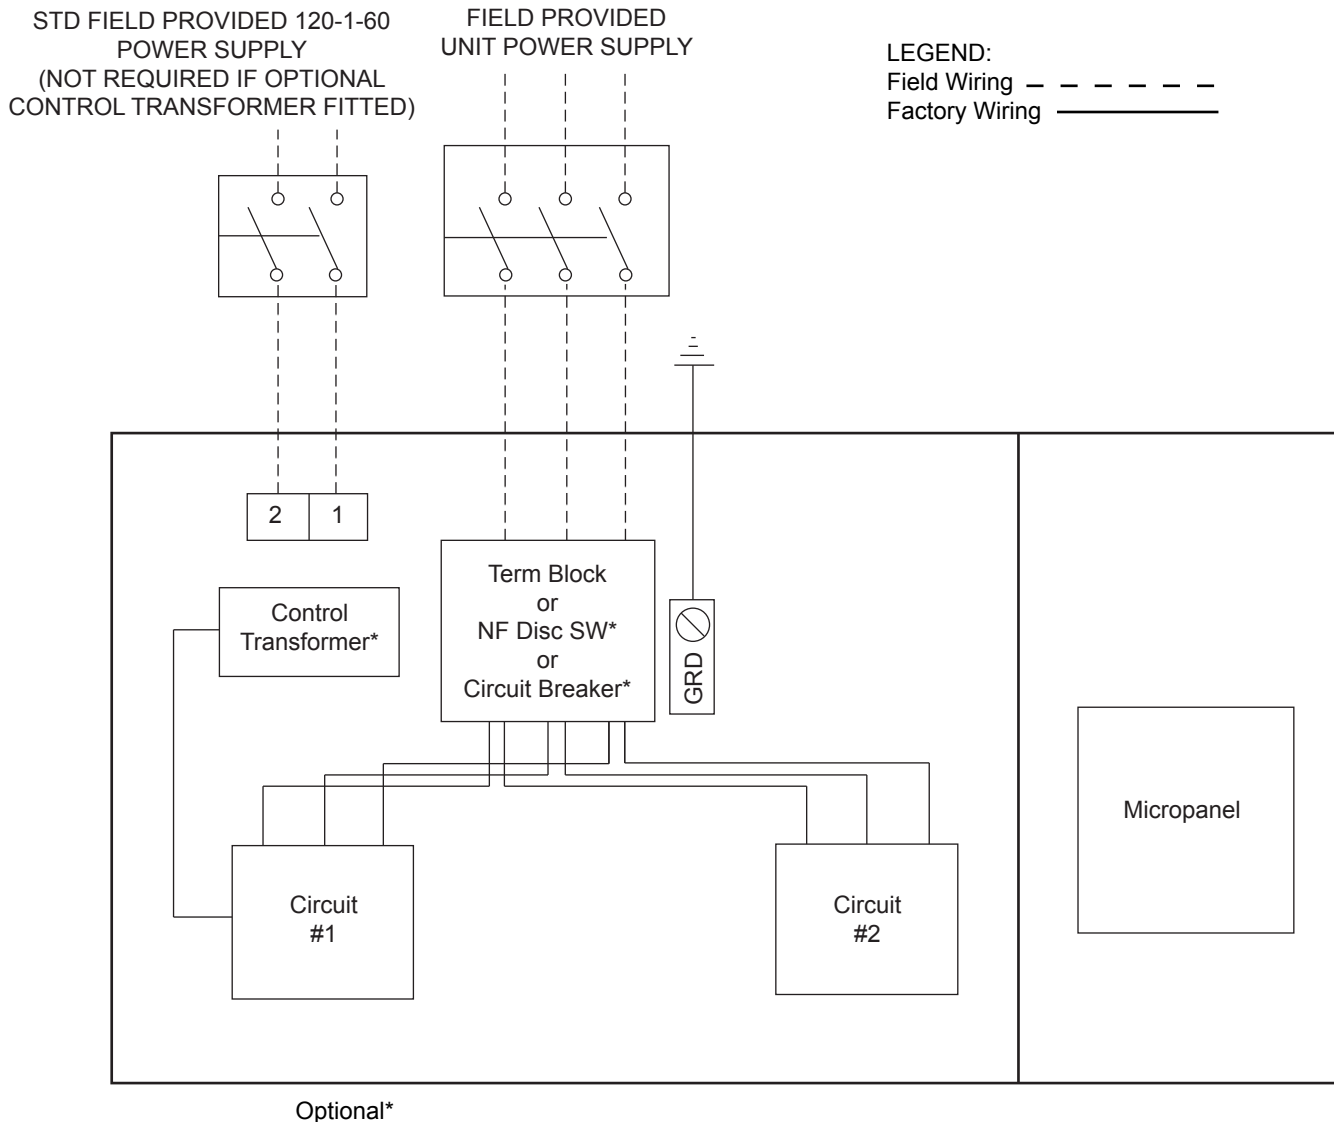 STD FIELD PROVIDED 120-1-60
POWER SUPPLY
(NOT REQUIRED IF OPTIONAL
CONTROL TRANSFORMER FITTED)
FIELD PROVIDED
UNIT POWER SUPPLY
LEGEND:
Field Wiring
Factory Wiring
2
1
Control
Transformer*
Term Block
or
NF Disc SW*
or
Circuit Breaker*
GRD
Circuit
#1
Circuit
#2
Micropanel
Optional*